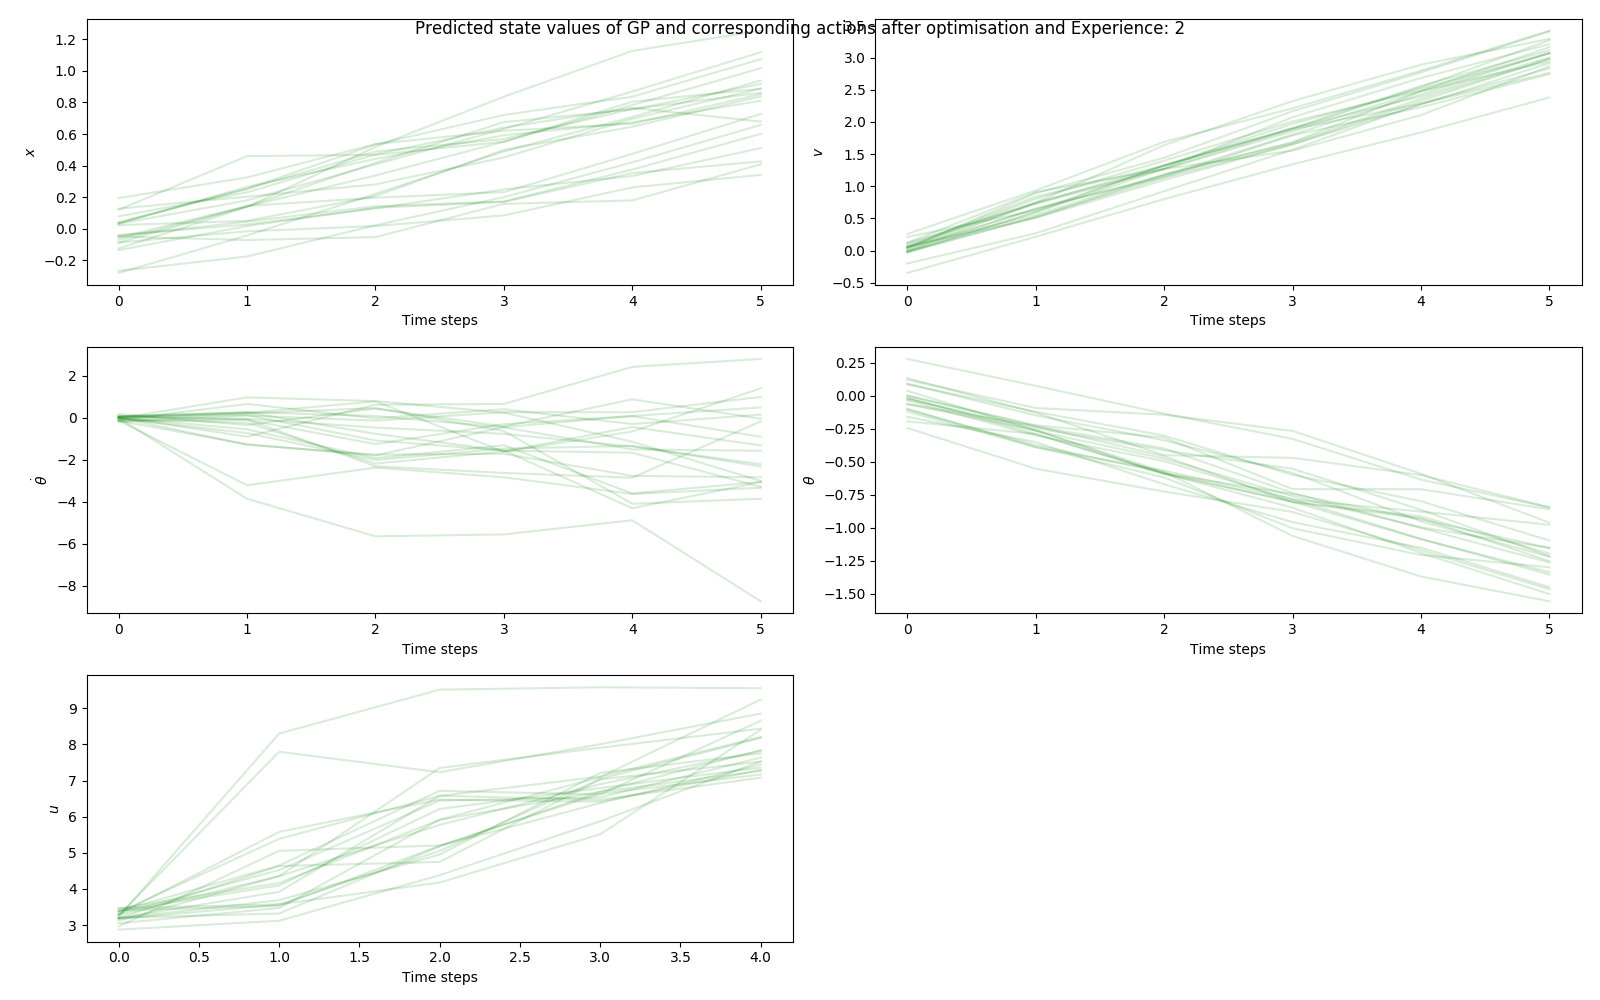 Predicted state values of GP and corresponding actions after optimisation and Experience: 2
1.2
1.0
0.8
0.6
0.4
0.2
0.0
−0.2
x
0 1 2 3 4 5
Time steps
3.5
3.0
2.5
2.0
1.5
1.0
0.5
0.0
−0.5
v
0 1 2 3 4 5
Time steps
2
0
−2
−4
−6
−8
θ̇
0 1 2 3 4 5
Time steps
0.25
0.00
−0.25
−0.50
−0.75
−1.00
−1.25
−1.50
θ
0 1 2 3 4 5
Time steps
9
8
7
6
5
4
3
u
0.0 0.5 1.0 1.5 2.0 2.5 3.0 3.5 4.0
Time steps